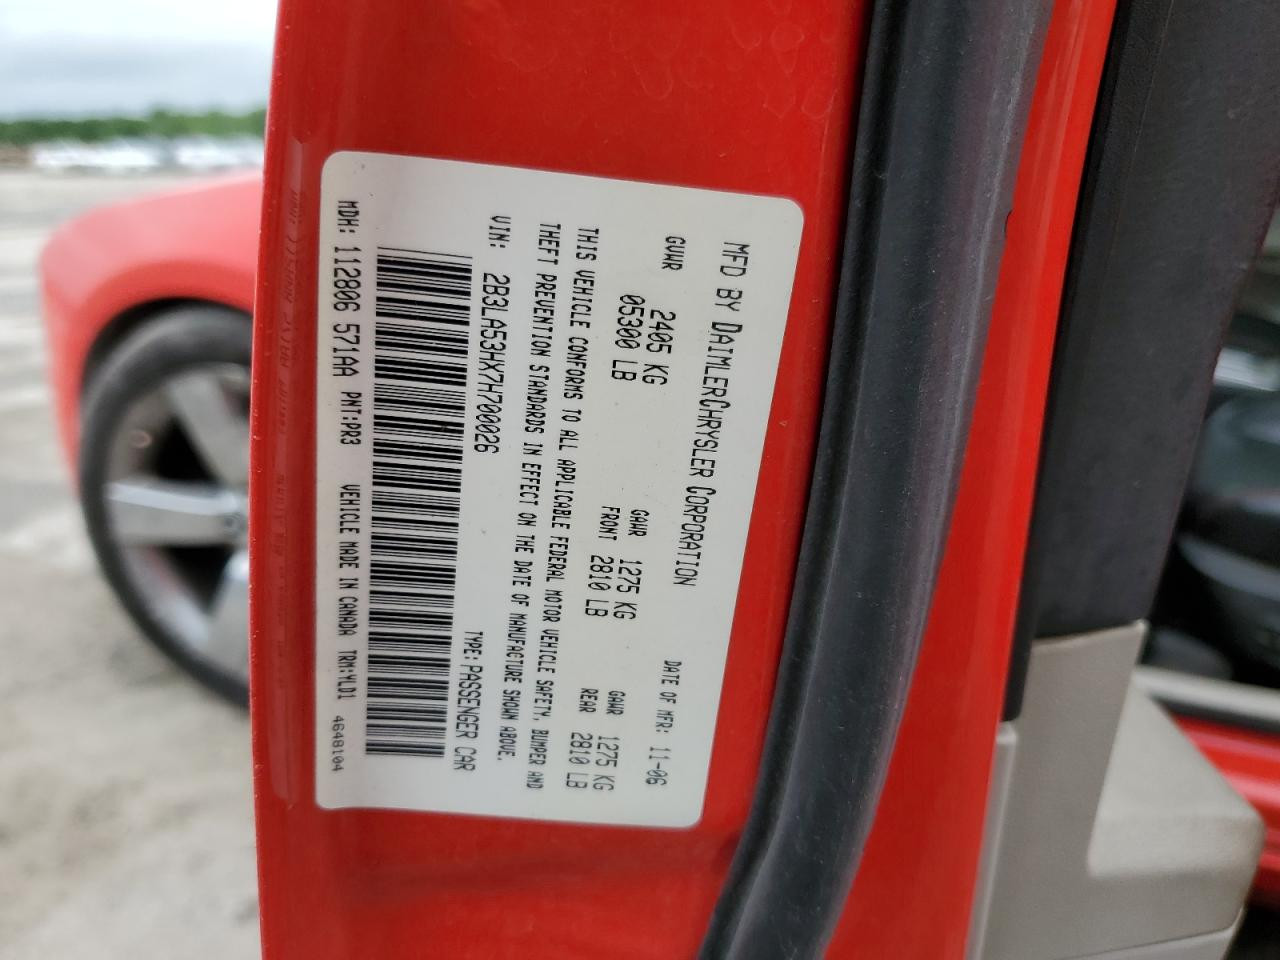 MFD BY DAIMLERCHRYSLER CORPORATION
DATE OF MFR: 11-06
GVWR 2405 KG
05300 LB
GAWR 1275 KG
FRONT 2810 LB
GAWR 1275 KG
REAR 2810 LB
THIS VEHICLE CONFORMS TO ALL APPLICABLE FEDERAL MOTOR VEHICLE SAFETY, BUMPER AND
THEFT PREVENTION STANDARDS IN EFFECT ON THE DATE OF MANUFACTURE SHOWN ABOVE.
VIN: 2B3LA53HX7H700026 TYPE: PASSENGER CAR
MDH: 112806 571AA PNT:PR3 VEHICLE MADE IN CANADA TRM:YLD1 4648104